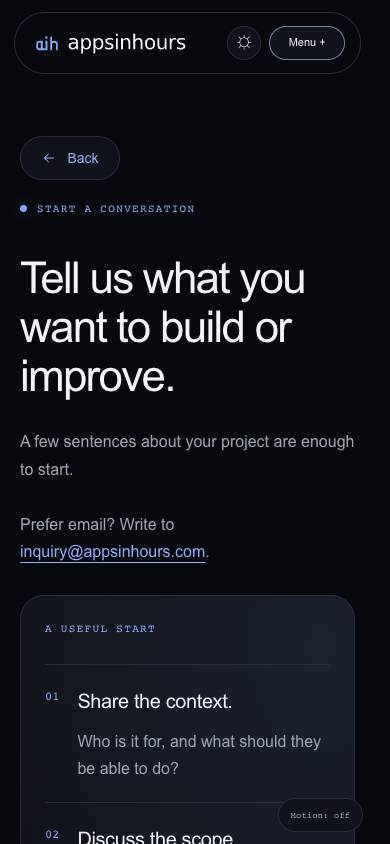 aih appsinhours
Menu +
← Back
START A CONVERSATION
Tell us what you
want to build or
improve.
A few sentences about your project are enough
to start.
Prefer email? Write to
inquiry@appsinhours.com.
A USEFUL START
01 Share the context.
Who is it for, and what should they
be able to do?
Motion: off
02 Discuss the scope